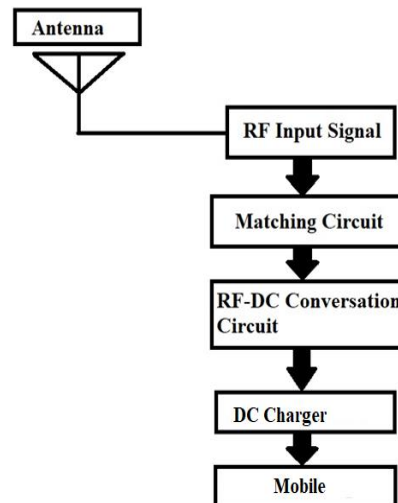 Antenna
RF Input Signal
Matching Circuit
RF-DC Conversation
Circuit
DC Charger
Mobile